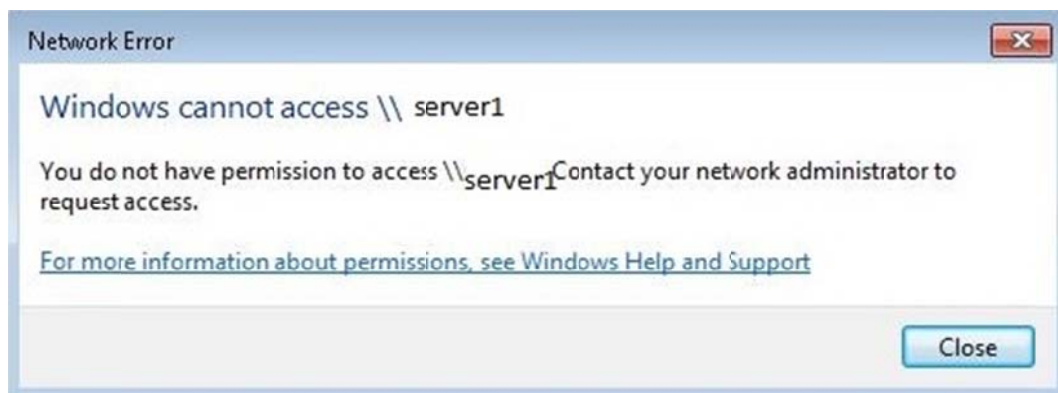 Network Error
Windows cannot access \\ server1
You do not have permission to access \\server1Contact your network administrator to
request access.
For more information about permissions, see Windows Help and Support
Close